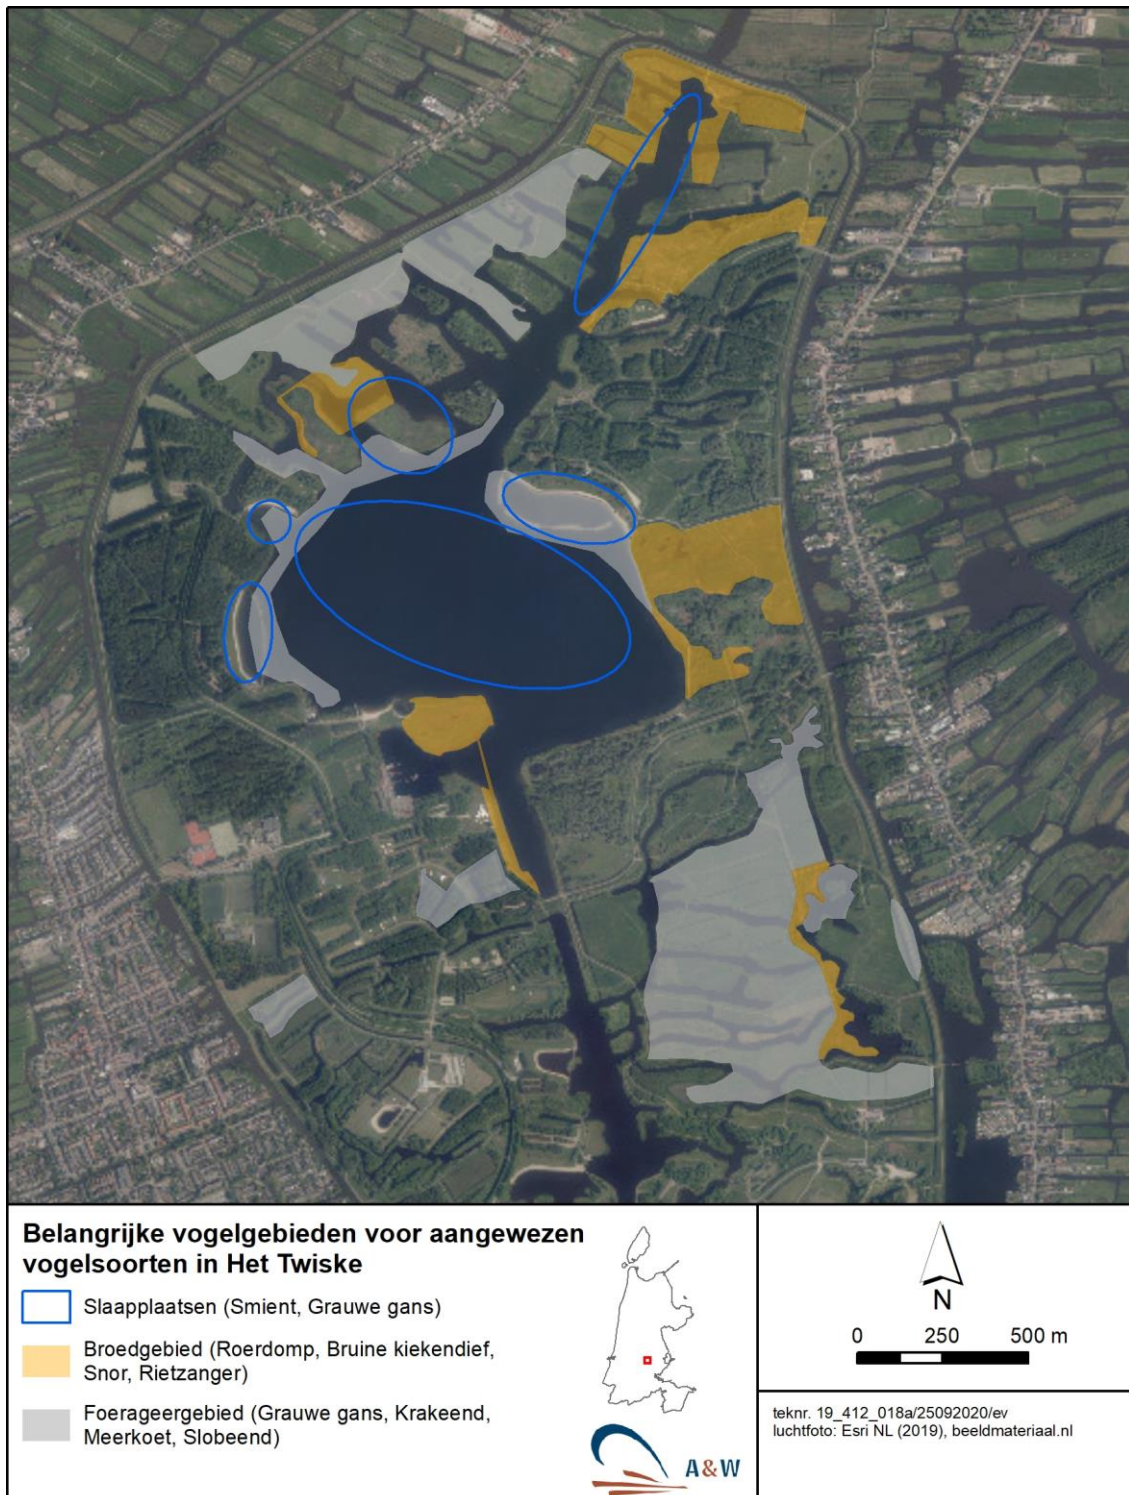 Belangrijke vogelgebieden voor aangewezen
vogelsoorten in Het Twiske
Slaapplaatsen (Smient, Grauwe gans)
Broedgebied (Roerdomp, Bruine kiekendief,
Snor, Rietzanger)
Foerageergebied (Grauwe gans, Krakeend,
Meerkoet, Slobeend)
A&W
N
0 250 500 m
teknr. 19_412_018a/25092020/ev
luchtfoto: Esri NL (2019), beeldmateriaal.nl